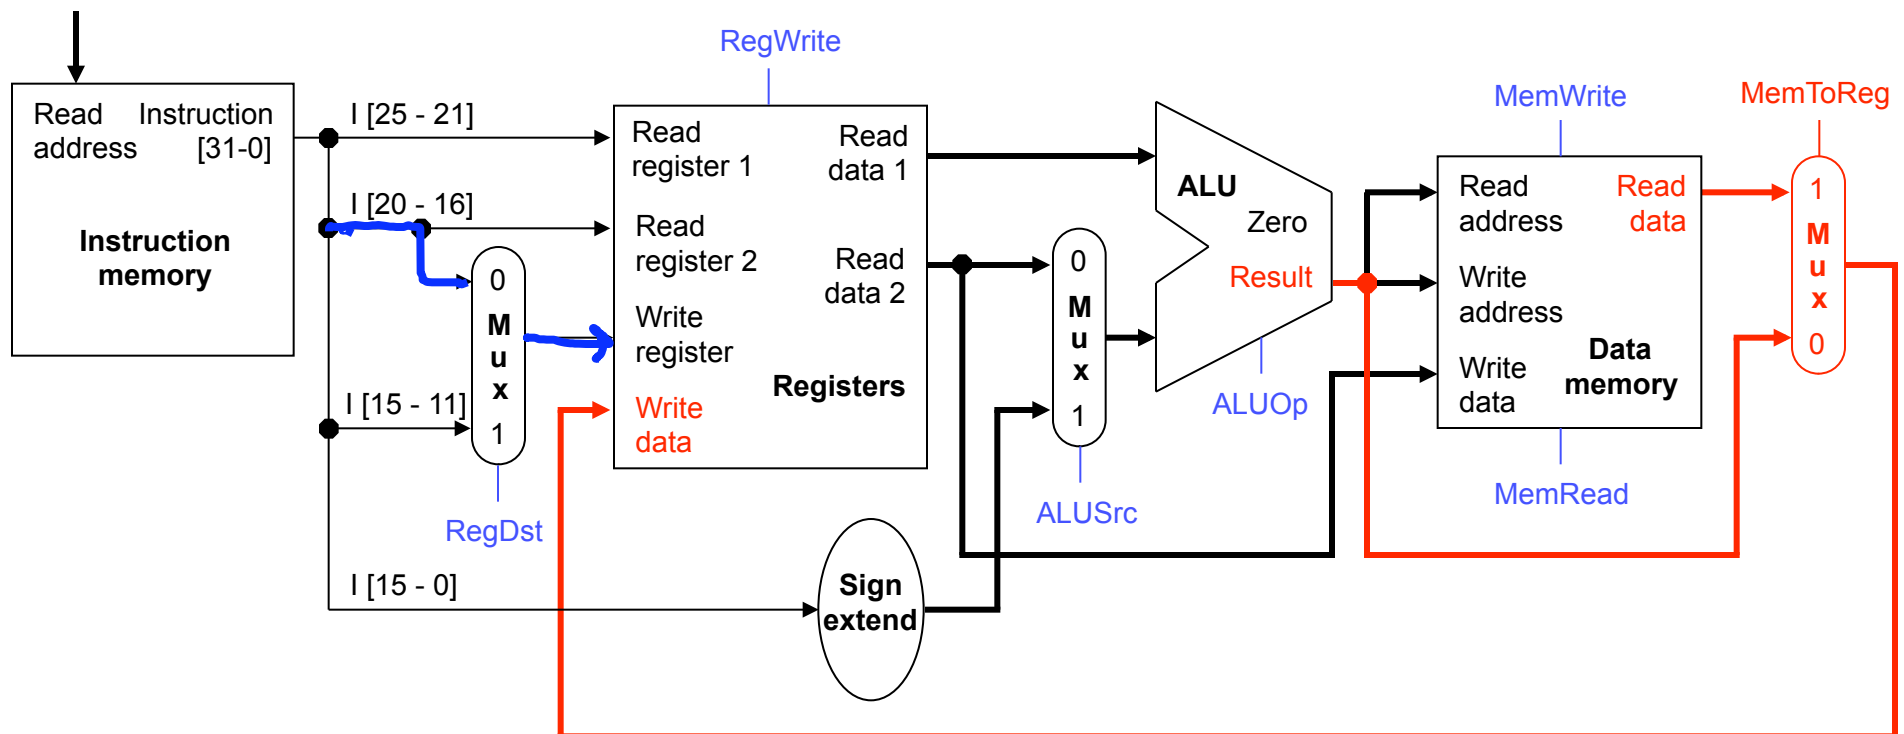 RegWrite
MemWrite
MemToReg
Read address
Instruction [31-0]
Instruction memory
I [25 - 21]
I [20 - 16]
I [15 - 11]
I [15 - 0]
0
M
u
x
1
RegDst
Read register 1
Read register 2
Write register
Write data
Read data 1
Read data 2
Registers
Sign extend
0
M
u
x
1
ALUSrc
ALU
Zero
Result
ALUOp
Read address
Write address
Write data
Read data
Data memory
MemRead
1
M
u
x
0